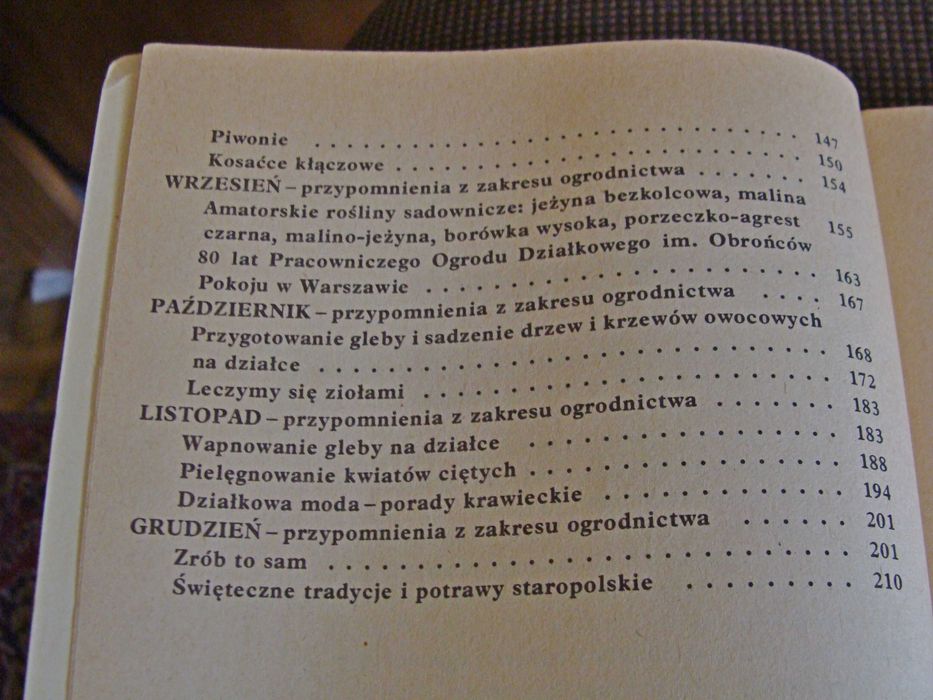 Piwonie . . . . . . . . . . . . . . . . . . . . . . . . . . . . . . 147
Kosaćce kłączowe . . . . . . . . . . . . . . . . . . . . . . . . . 150
WRZESIEŃ – przypomnienia z zakresu ogrodnictwa . . . . . . . 154
Amatorskie rośliny sadownicze: jeżyna bezkolcowa, malina
czarna, malino-jeżyna, borówka wysoka, porzeczko-agrest 155
80 lat Pracowniczego Ogrodu Działkowego im. Obrońców
Pokoju w Warszawie . . . . . . . . . . . . . . . . . . . . . . . . 163
PAŹDZIERNIK – przypomnienia z zakresu ogrodnictwa . . . . 167
Przygotowanie gleby i sadzenie drzew i krzewów owocowych
na działce . . . . . . . . . . . . . . . . . . . . . . . . . . . . . 168
Leczymy się ziołami . . . . . . . . . . . . . . . . . . . . . . . 172
LISTOPAD – przypomnienia z zakresu ogrodnictwa . . . . . . . 183
Wapnowanie gleby na działce . . . . . . . . . . . . . . . . . . 183
Pielęgnowanie kwiatów ciętych . . . . . . . . . . . . . . . . . 188
Działkowa moda – porady krawieckie . . . . . . . . . . . . . 194
GRUDZIEŃ – przypomnienia z zakresu ogrodnictwa . . . . . . 201
Zrób to sam . . . . . . . . . . . . . . . . . . . . . . . . . . . . 201
Świąteczne tradycje i potrawy staropolskie . . . . . . . . . 210